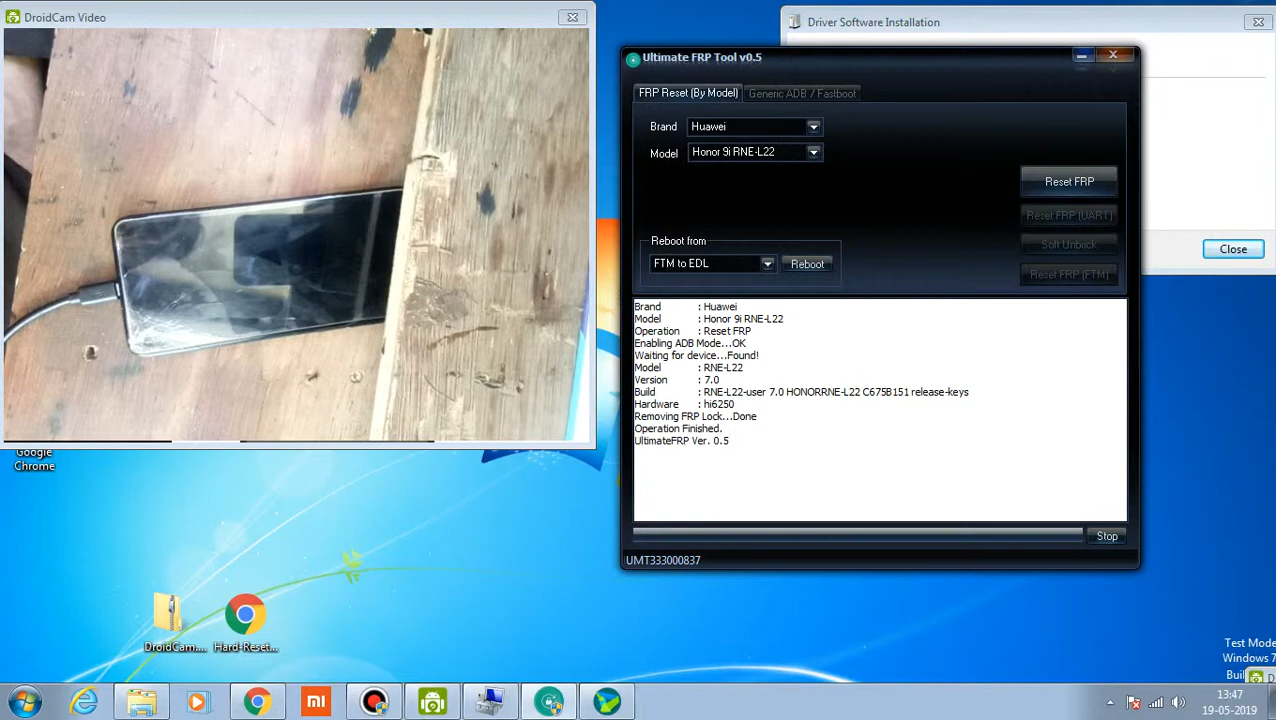 DroidCam Video
Driver Software Installation
Ultimate FRP Tool v0.5
FRP Reset (By Model)
Generic ADB / Fastboot
Brand
Huawei
Model
Honor 9i RNE-L22
Reset FRP
Reset FRP (UART)
Soft Unbrick
Reset FRP [FTM]
Reboot from
FTM to EDL
Reboot
Close
Brand : Huawei
Model : Honor 9i RNE-L22
Operation : Reset FRP
Enabling ADB Mode...OK
Waiting for device...Found!
Model : RNE-L22
Version : 7.0
Build : RNE-L22-user 7.0 HONORRNE-L22 C675B151 release-keys
Hardware : hi6250
Removing FRP Lock...Done
Operation Finished.
UltimateFRP Ver. 0.5
Stop
UMT333000837
Google
Chrome
DroidCam....
Hard-Reset...
Test Mode
Windows 7
Buil
D
13:47
19-05-2019